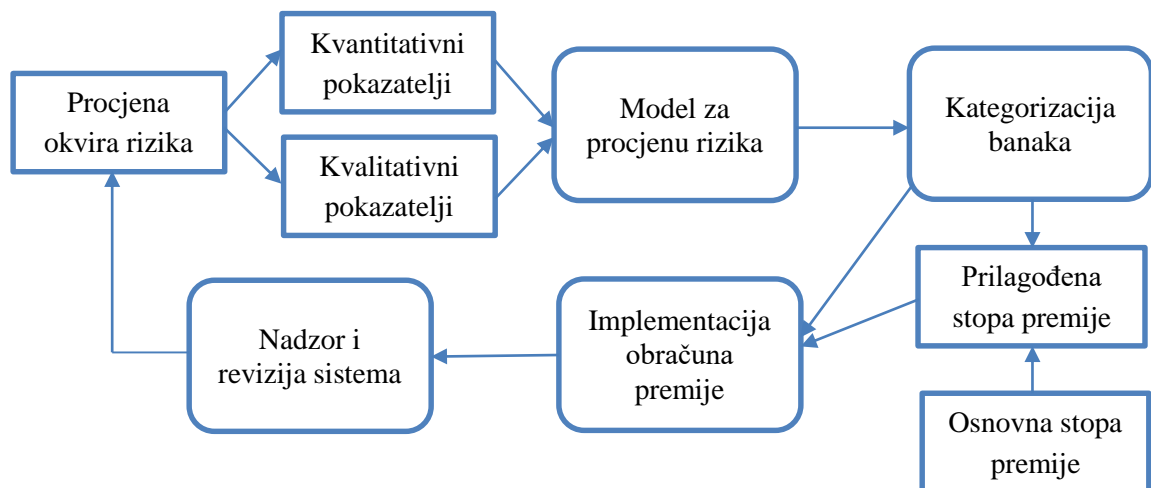 Procjena
okvira rizika
Kvantitativni
pokazatelji
Kvalitativni
pokazatelji
Model za
procjenu rizika
Kategorizacija
banaka
Prilagođena
stopa premije
Osnovna stopa
premije
Implementacija
obračuna
premije
Nadzor i
revizija sistema